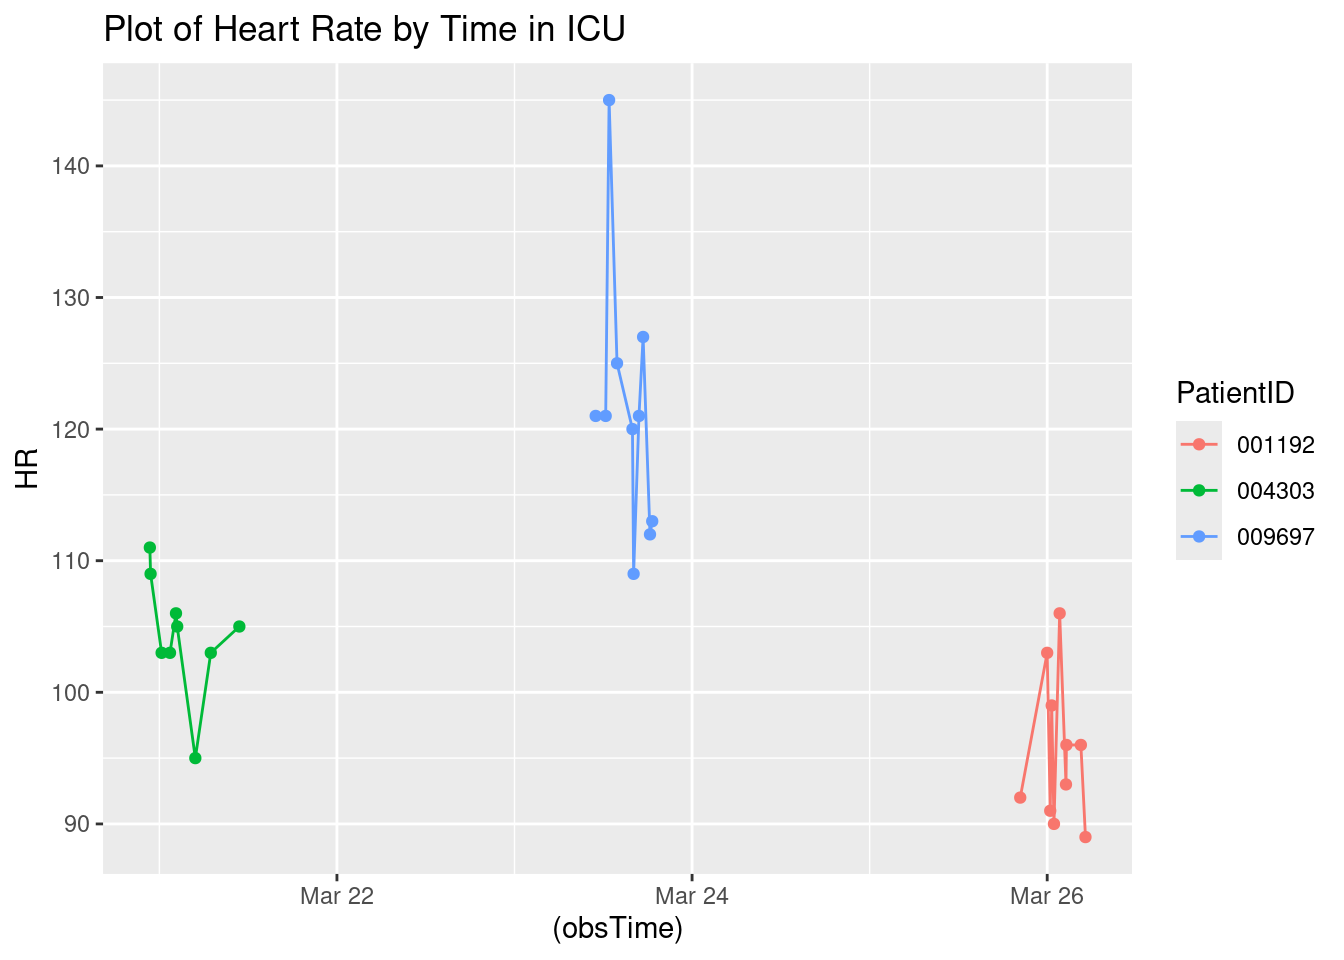 Plot of Heart Rate by Time in ICU
HR
140
130
120
110
100
90
Mar 22
Mar 24
Mar 26
(obsTime)
PatientID
001192
004303
009697